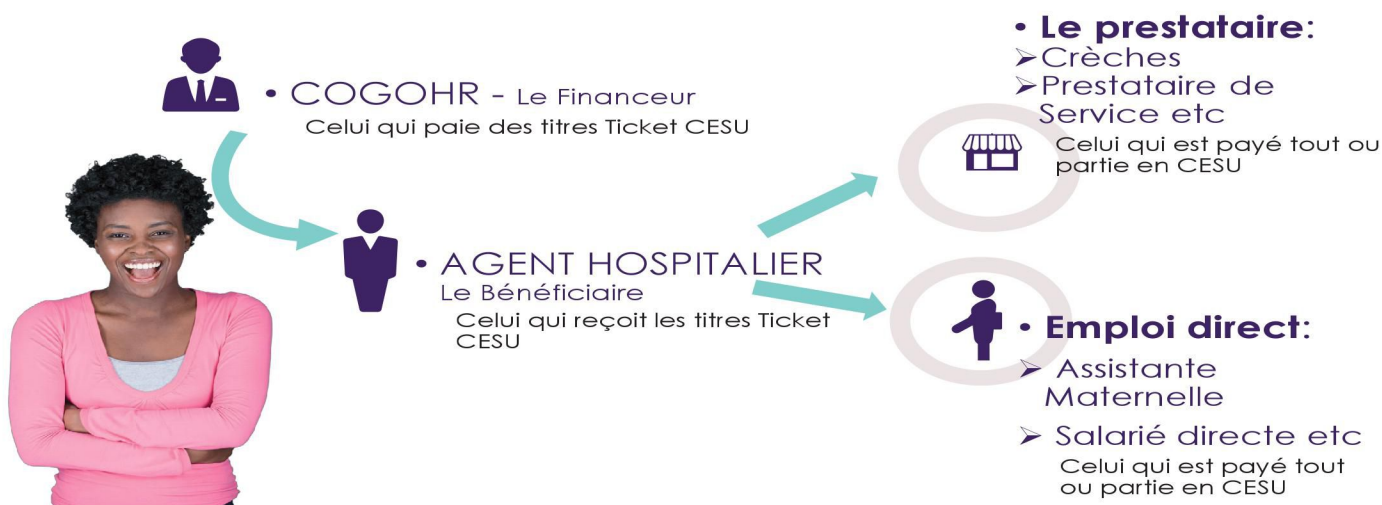 • COGOHR - Le Financeur
Celui qui paie des titres Ticket CESU
• AGENT HOSPITALIER
Le Bénéficiaire
Celui qui reçoit les titres Ticket
CESU
• Le prestataire:
➢Crèches
➢Prestataire de
Service etc
Celui qui est payé tout ou
partie en CESU
• Emploi direct:
➢ Assistante
Maternelle
➢ Salarié directe etc
Celui qui est payé tout
ou partie en CESU